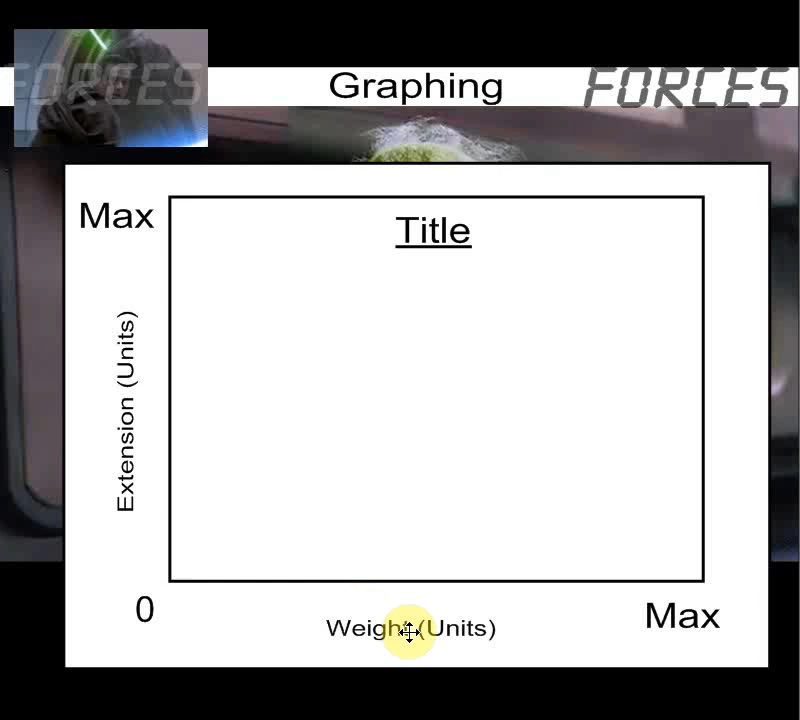 FORCES
Graphing
FORCES
Max
Title
Extension (Units)
0
Weight (Units)
Max